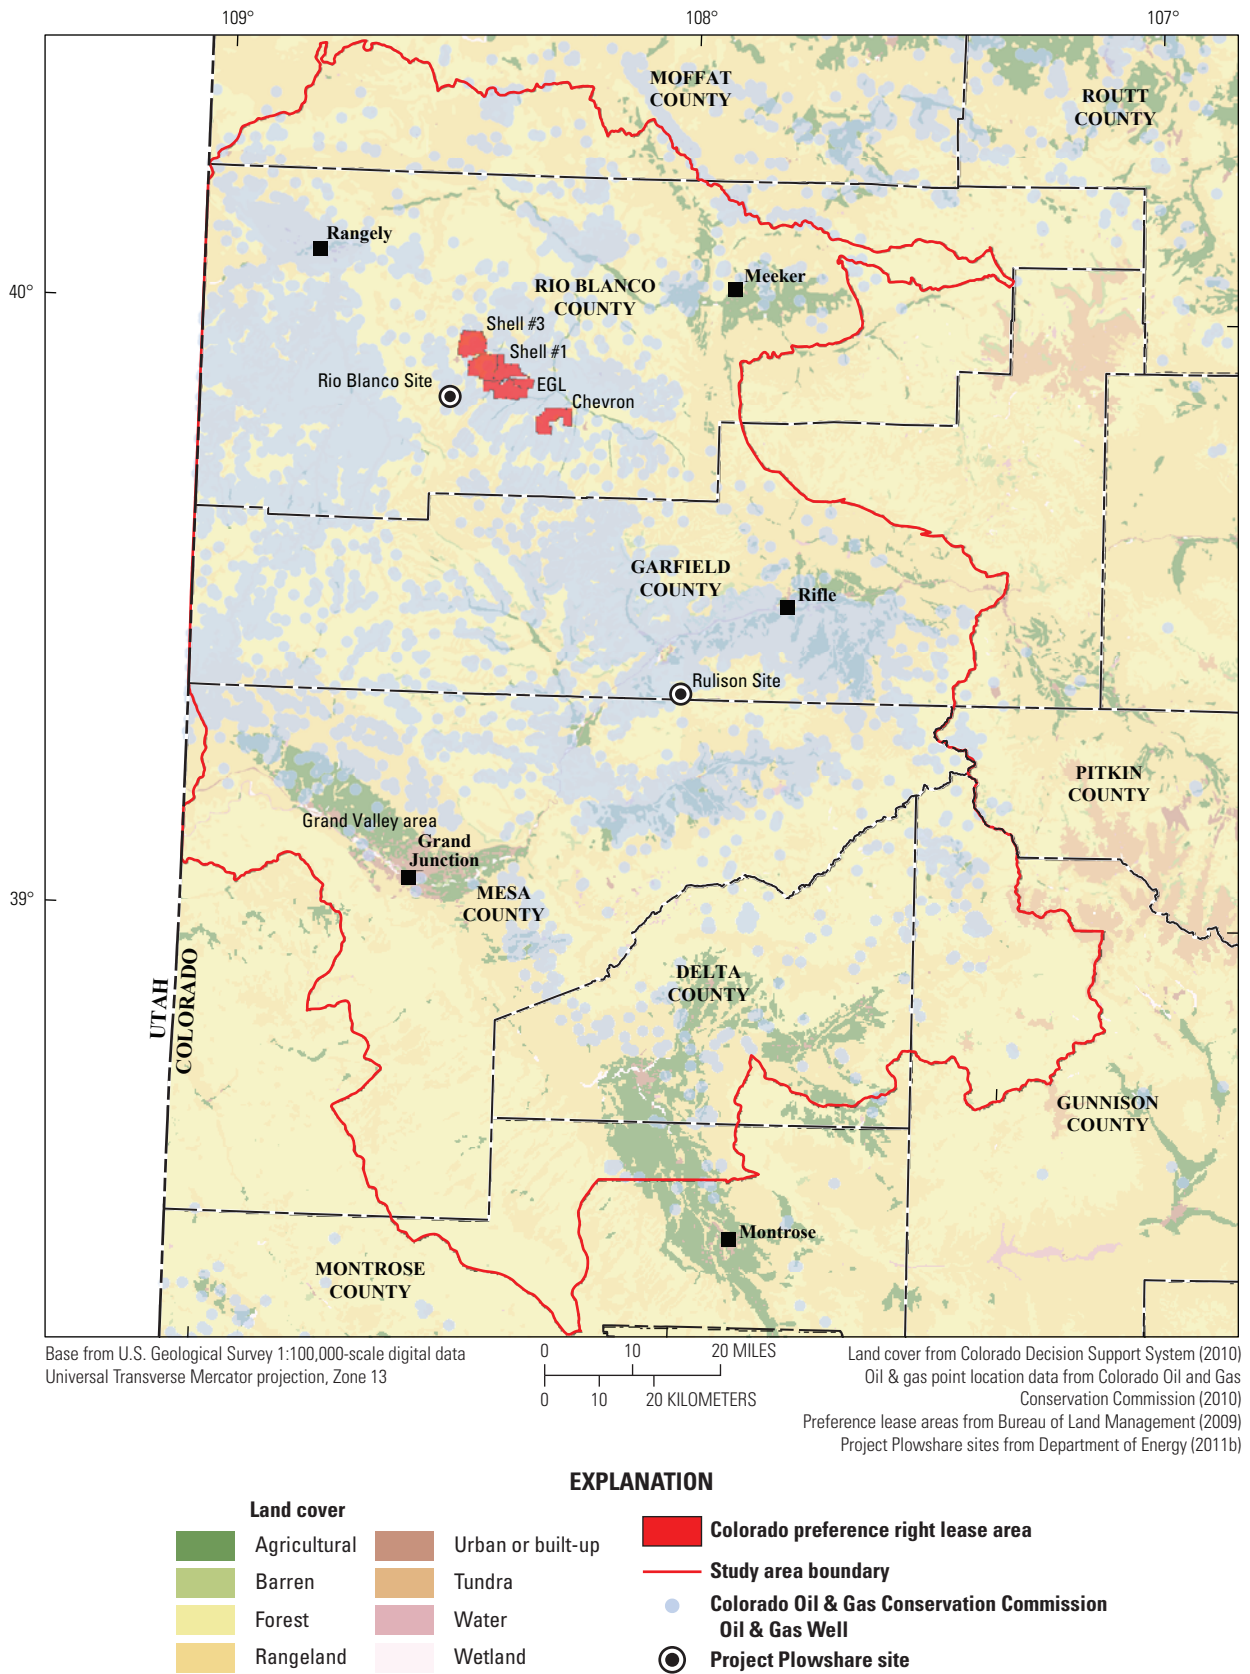 109°
108°
107°
MOFFAT
COUNTY
ROUTT
COUNTY
Rangely
40°
RIO BLANCO
COUNTY
Meeker
Shell #3
Shell #1
Rio Blanco Site
EGL
Chevron
GARFIELD
COUNTY
Rifle
Rulison Site
PITKIN
COUNTY
Grand Valley area
Grand
Junction
39°
MESA
COUNTY
DELTA
COUNTY
UTAH
COLORADO
GUNNISON
COUNTY
Montrose
MONTROSE
COUNTY
Base from U.S. Geological Survey 1:100,000-scale digital data
Universal Transverse Mercator projection, Zone 13
0 10 20 MILES
0 10 20 KILOMETERS
Land cover from Colorado Decision Support System (2010)
Oil & gas point location data from Colorado Oil and Gas
Conservation Commission (2010)
Preference lease areas from Bureau of Land Management (2009)
Project Plowshare sites from Department of Energy (2011b)
EXPLANATION
Land cover
Agricultural
Barren
Forest
Rangeland
Urban or built-up
Tundra
Water
Wetland
Colorado preference right lease area
Study area boundary
Colorado Oil & Gas Conservation Commission
Oil & Gas Well
Project Plowshare site